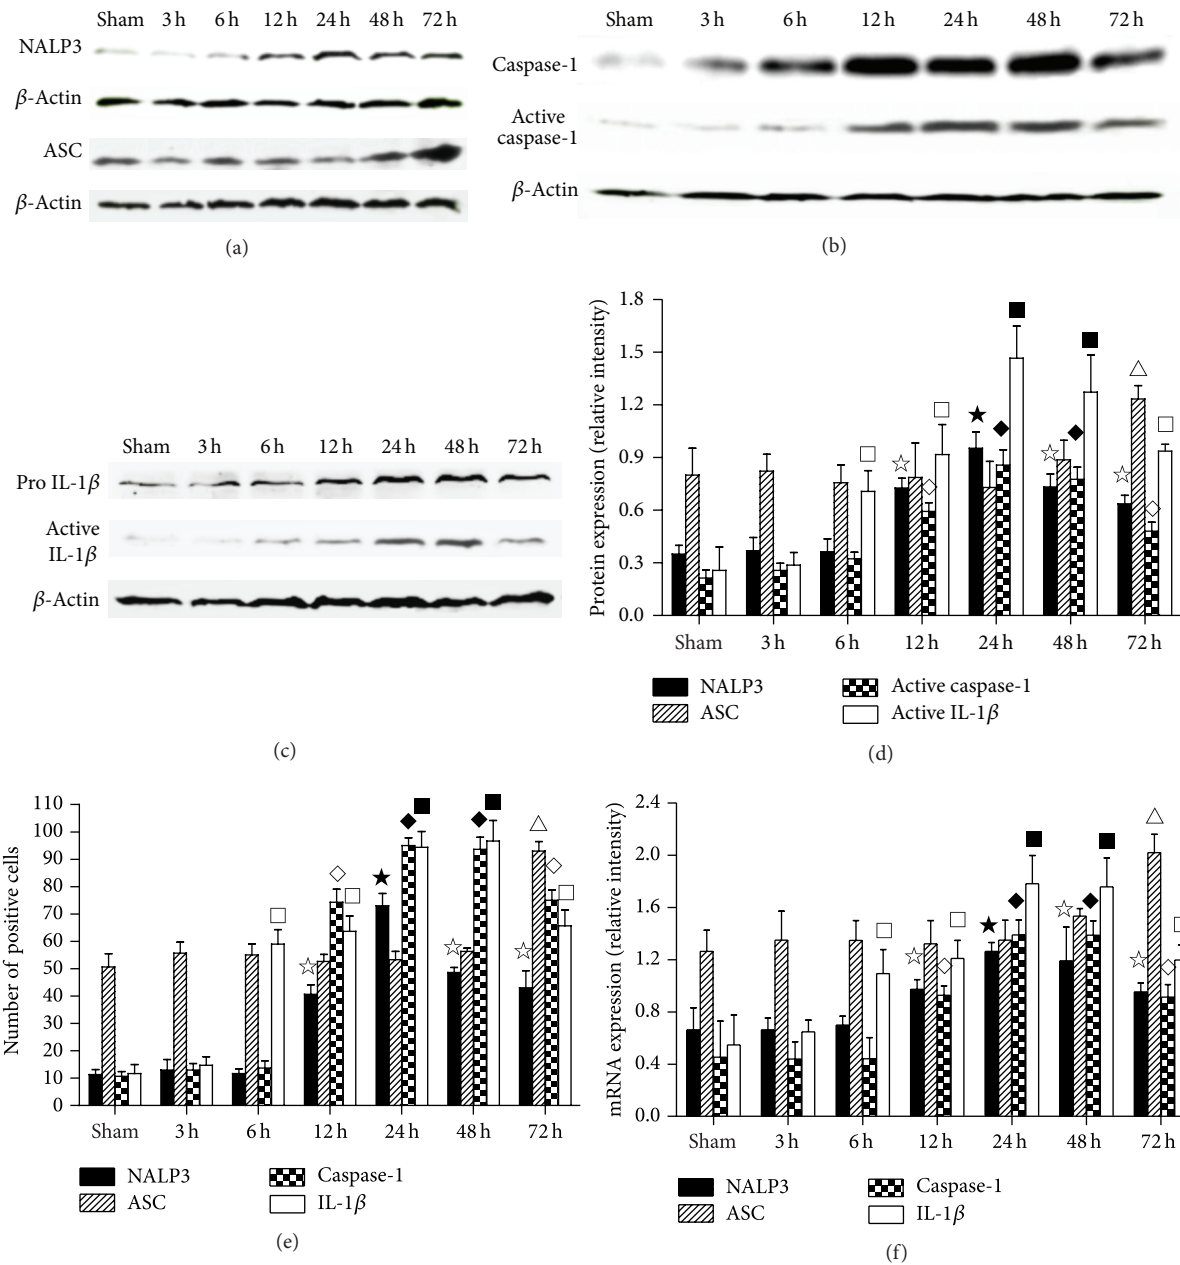 Sham 3 h 6 h 12 h 24 h 48 h 72 h
NALP3
β-Actin
ASC
β-Actin
(a)
Sham 3 h 6 h 12 h 24 h 48 h 72 h
Caspase-1
Active
caspase-1
β-Actin
(b)
Sham 3 h 6 h 12 h 24 h 48 h 72 h
Pro IL-1β
Active
IL-1β
β-Actin
(c)
Protein expression (relative intensity)
1.8
1.5
1.2
0.9
0.6
0.3
0.0
Sham 3 h 6 h 12 h 24 h 48 h 72 h
NALP3 Active caspase-1
ASC Active IL-1β
(d)
Number of positive cells
110
100
90
80
70
60
50
40
30
20
10
0
Sham 3 h 6 h 12 h 24 h 48 h 72 h
NALP3 Caspase-1
ASC IL-1β
(e)
mRNA expression (relative intensity)
2.4
2.0
1.6
1.2
0.8
0.4
0.0
Sham 3 h 6 h 12 h 24 h 48 h 72 h
NALP3 Caspase-1
ASC IL-1β
(f)